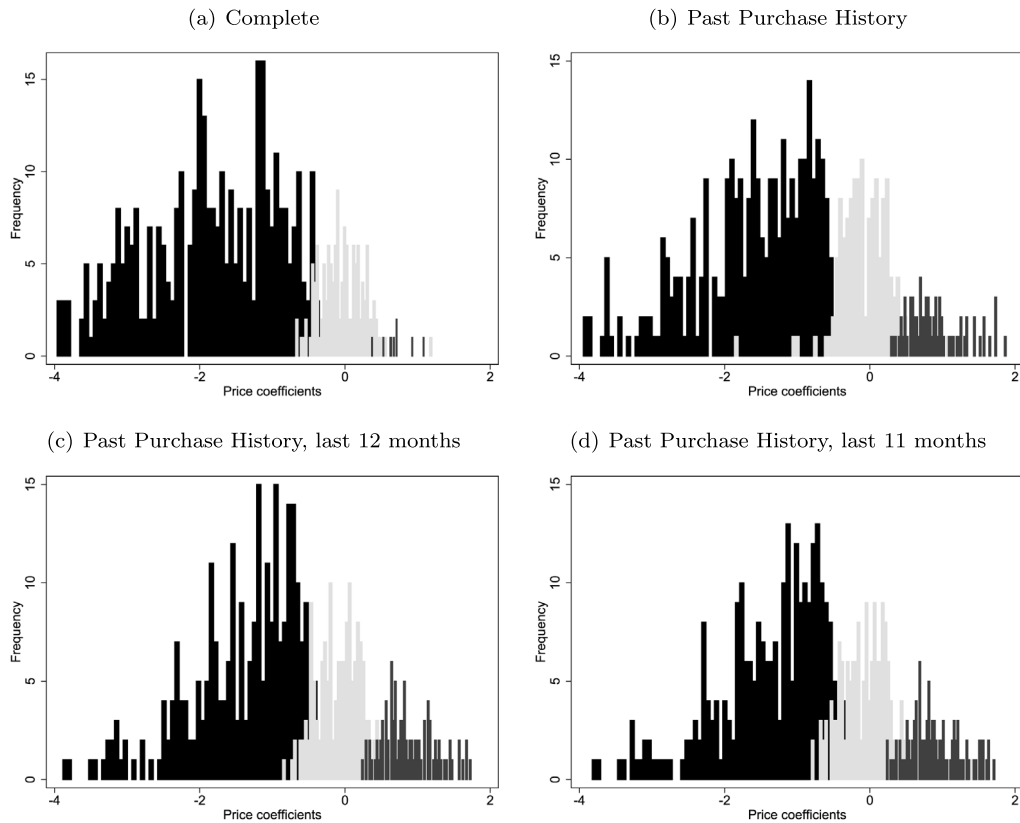 (a) Complete
(b) Past Purchase History
Frequency
0 5 10 15
-4 -2 0 2
Price coefficients
Frequency
0 5 10 15
-4 -2 0 2
Price coefficients
(c) Past Purchase History, last 12 months
(d) Past Purchase History, last 11 months
Frequency
0 5 10 15
-4 -2 0 2
Price coefficients
Frequency
0 5 10 15
-4 -2 0 2
Price coefficients